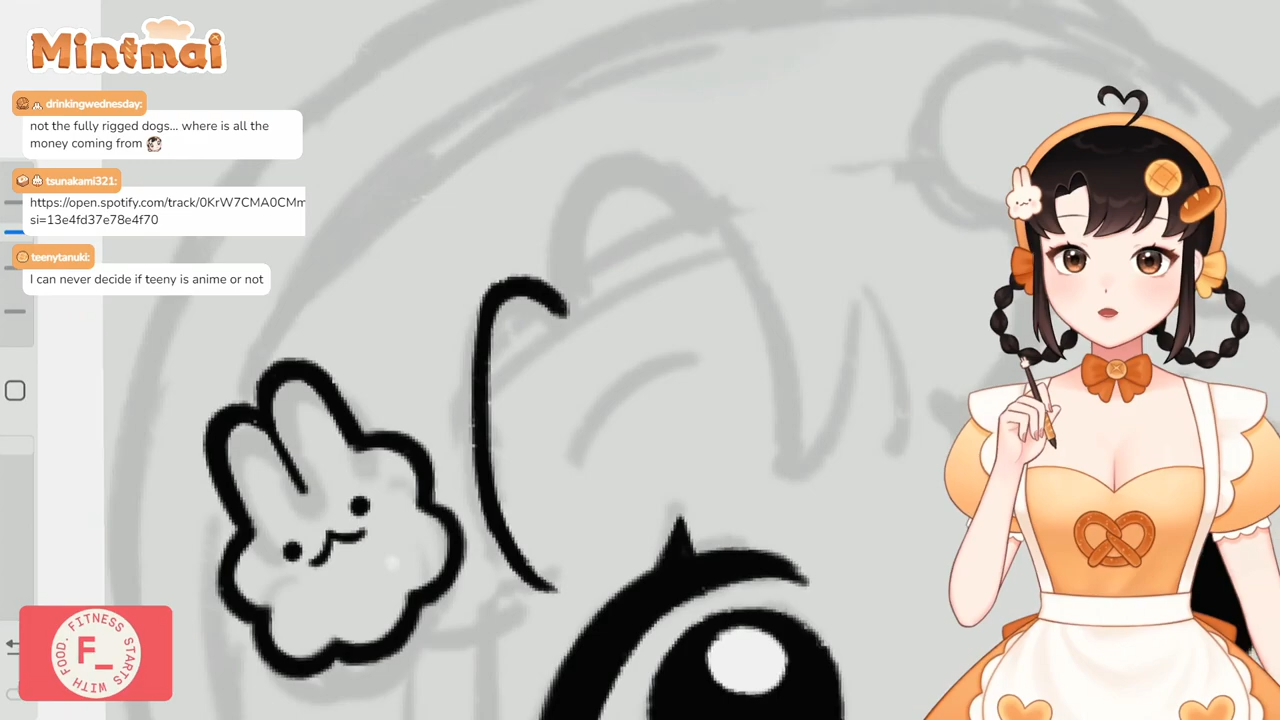 Mintmai
drinkingwednesday:
not the fully rigged dogs... where is all the
money coming from
tsunakami321:
https://open.spotify.com/track/0KrW7CMA0CMm
si=13e4fd37e78e4f70
teenytanuki:
I can never decide if teeny is anime or not
FITNESS STARTS WITH FOOD.
F_